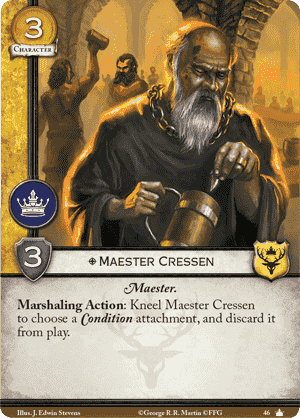 3
CHARACTER
3
Maester Cressen
Maester.
Marshaling Action: Kneel Maester Cressen
to choose a Condition attachment, and discard it
from play.
Illus. J. Edwin Stevens ©George R.R. Martin ©FFG 46